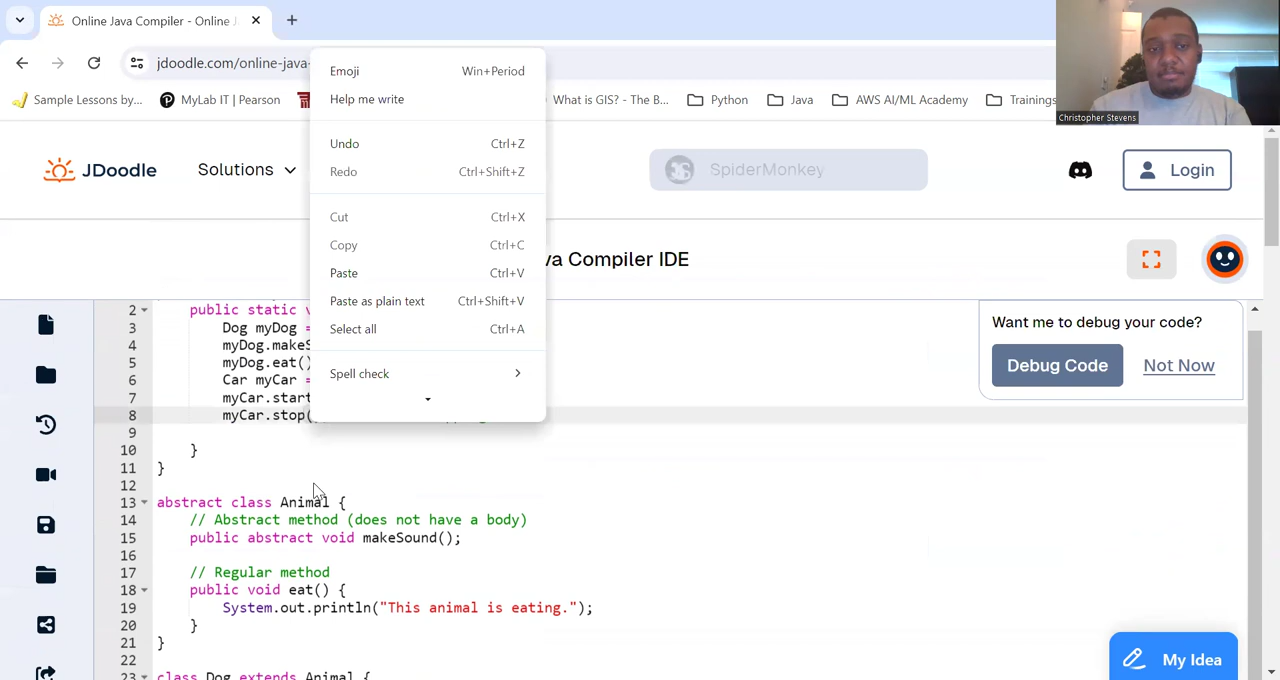 Online Java Compiler - Online J
jdoodle.com/online-java-
Sample Lessons by...
MyLab IT | Pearson
What is GIS? - The B...
Python
Java
AWS AI/ML Academy
Trainings
Christopher Stevens
JDoodle
Solutions
SpiderMonkey
Login
va Compiler IDE
Emoji Win+Period
Help me write
Undo Ctrl+Z
Redo Ctrl+Shift+Z
Cut Ctrl+X
Copy Ctrl+C
Paste Ctrl+V
Paste as plain text Ctrl+Shift+V
Select all Ctrl+A
Spell check
Want me to debug your code?
Debug Code Not Now
2 public static v
3 Dog myDog =
4 myDog.makeS
5 myDog.eat()
6 Car myCar =
7 myCar.start
8 myCar.stop(
9
10 }
11 }
12
13 abstract class Animal {
14 // Abstract method (does not have a body)
15 public abstract void makeSound();
16
17 // Regular method
18 public void eat() {
19 System.out.println("This animal is eating.");
20 }
21 }
22
23 class Dog extends Animal {
My Idea